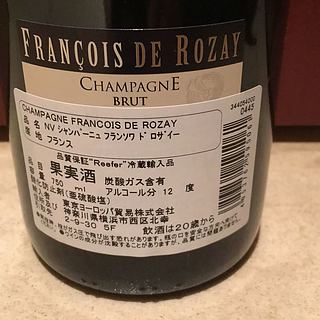 FRANÇOIS DE ROZAY
CHAMPAGNE
BRUT
344054000
0445
CHAMPAGNE FRANCOIS DE ROZAY
品 名 NV シャンパーニュ フランソワ ド ロザイー
産 地 フランス
品質保証"Reefer"冷蔵輸入品
果実酒 炭酸ガス含有
750 ml アルコール分 12 度
酸化防止剤(亜硫酸塩)
東京ヨーロッパ貿易株式会社
神奈川県横浜市西区北幸
2-9-30 5F
飲酒は20歳から